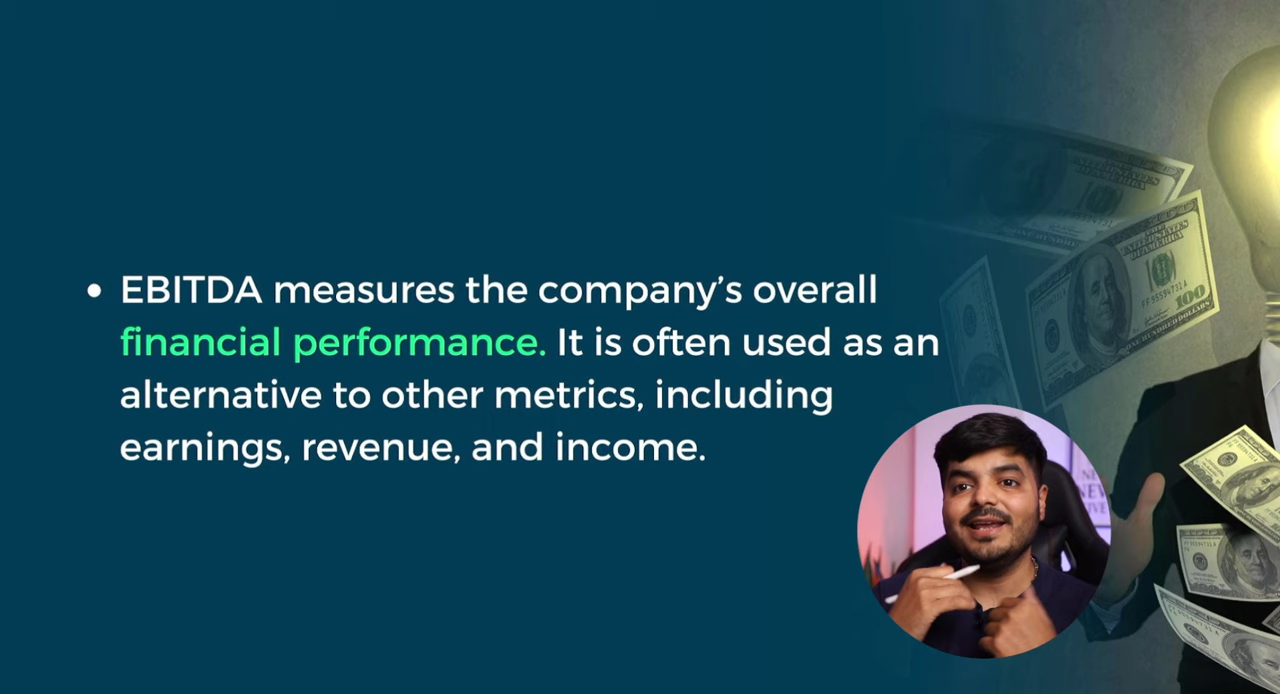 • EBITDA measures the company’s overall
financial performance. It is often used as an
alternative to other metrics, including
earnings, revenue, and income.
100